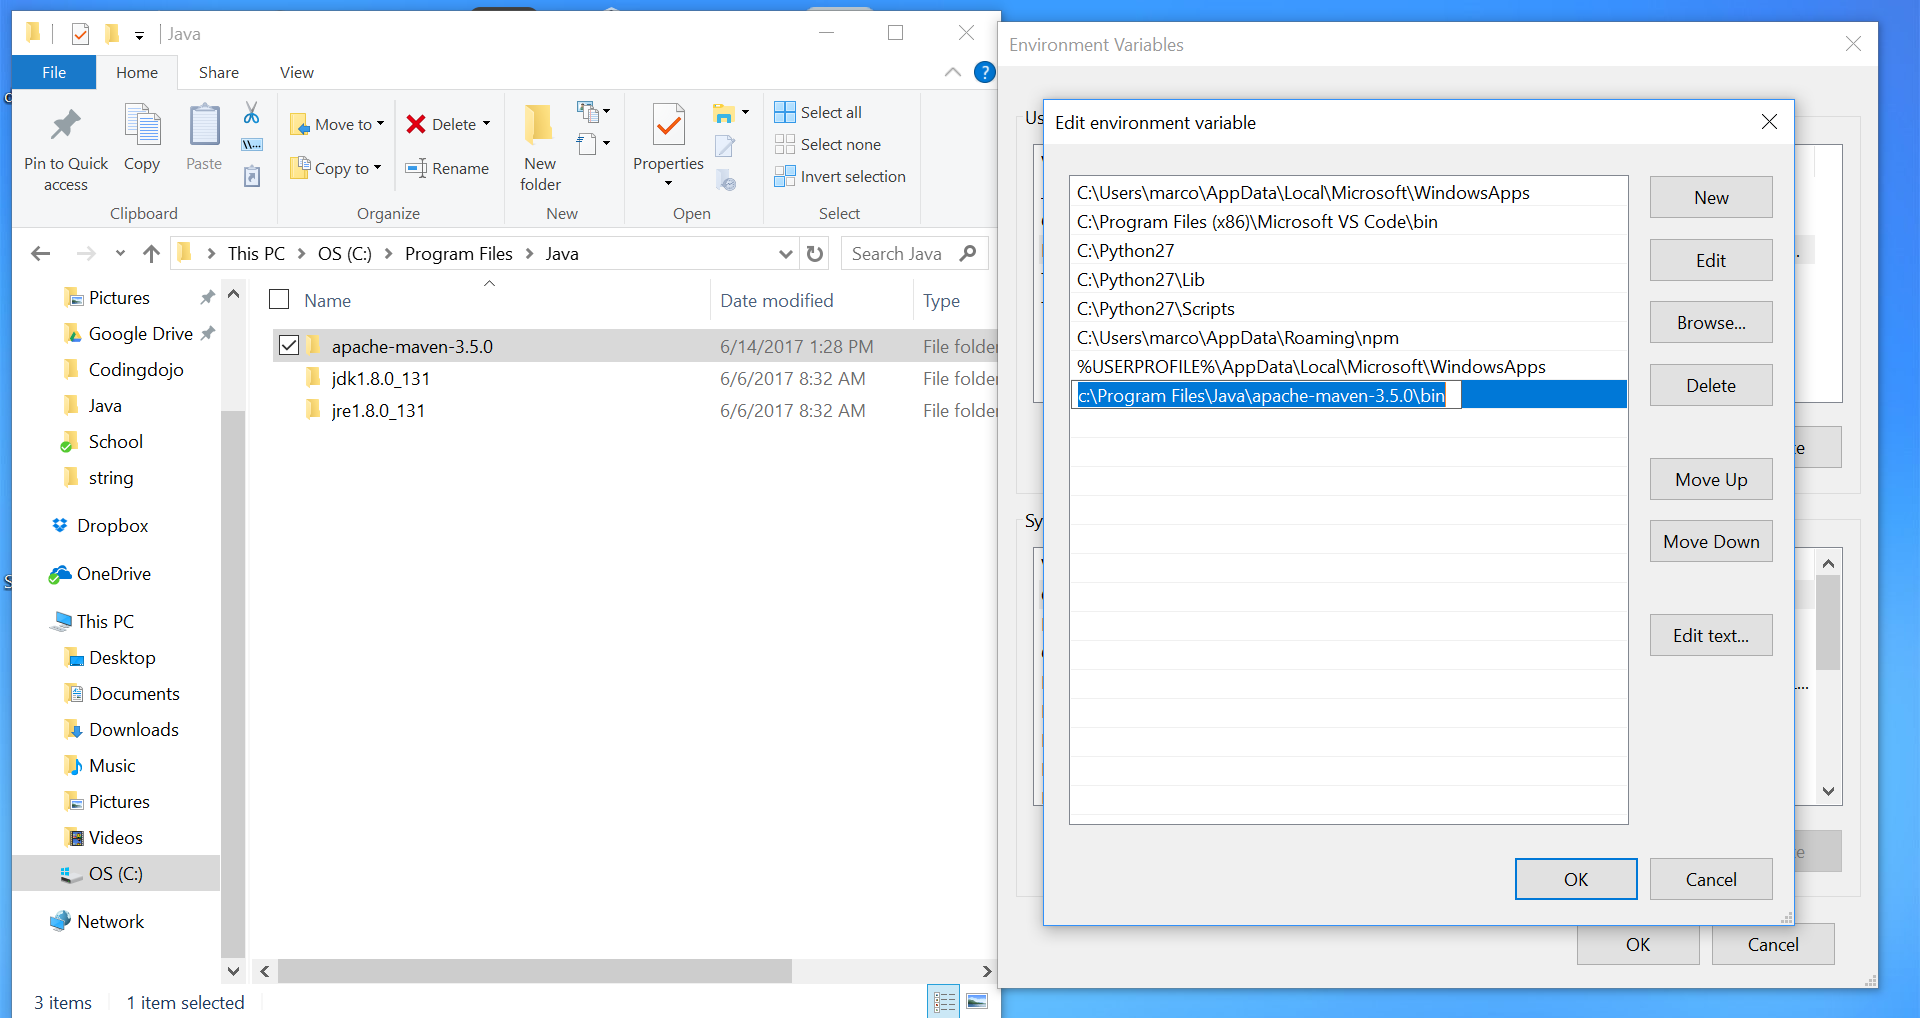 Java
File
Home
Share
View
Pin to Quick access
Copy
Paste
Clipboard
Move to
Copy to
Delete
Rename
Organize
New folder
New
Properties
Open
Select all
Select none
Invert selection
Select
This PC
OS (C:)
Program Files
Java
Search Java
Pictures
Google Drive
Codingdojo
Java
School
string
Dropbox
OneDrive
This PC
Desktop
Documents
Downloads
Music
Pictures
Videos
OS (C:)
Network
Name
Date modified
Type
apache-maven-3.5.0
6/14/2017 1:28 PM
File folder
jdk1.8.0_131
6/6/2017 8:32 AM
File folder
jre1.8.0_131
6/6/2017 8:32 AM
File folder
3 items
1 item selected
Environment Variables
Us
Edit environment variable
C:\Users\marco\AppData\Local\Microsoft\WindowsApps
C:\Program Files (x86)\Microsoft VS Code\bin
C:\Python27
C:\Python27\Lib
C:\Python27\Scripts
C:\Users\marco\AppData\Roaming\npm
%USERPROFILE%\AppData\Local\Microsoft\WindowsApps
c:\Program Files\Java\apache-maven-3.5.0\bin
New
Edit
Browse...
Delete
Move Up
Move Down
Edit text...
OK
Cancel
Sy
OK
Cancel